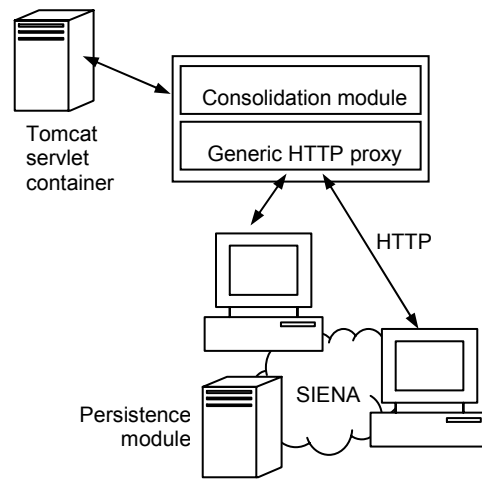 Consolidation module
Generic HTTP proxy
Tomcat
servlet
container
HTTP
SIENA
Persistence
module